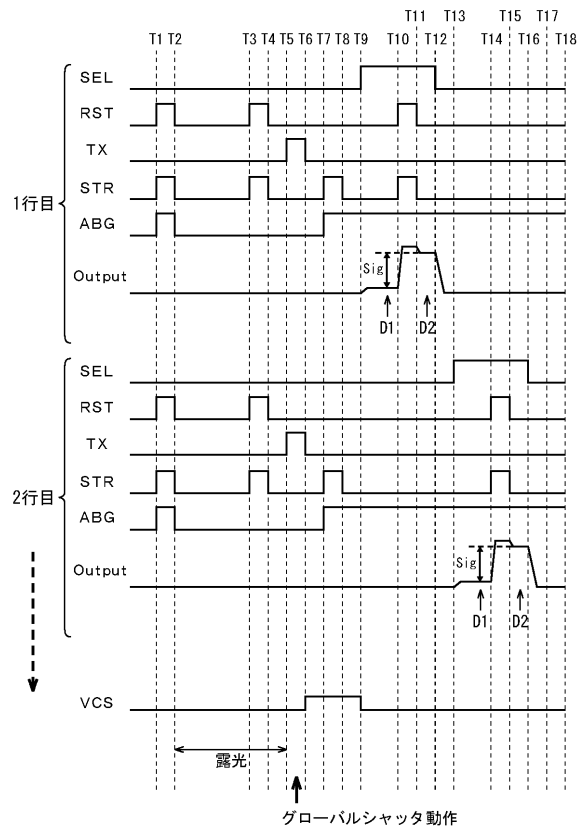 T11 T13 T15 T17
T1 T2 T3 T4 T5 T6 T7 T8 T9 T10 T12 T14 T16 T18
1行目
SEL
RST
TX
STR
ABG
Output
Sig
D1 D2
2行目
SEL
RST
TX
STR
ABG
Output
Sig
D1 D2
VCS
露光
グローバルシャッタ動作